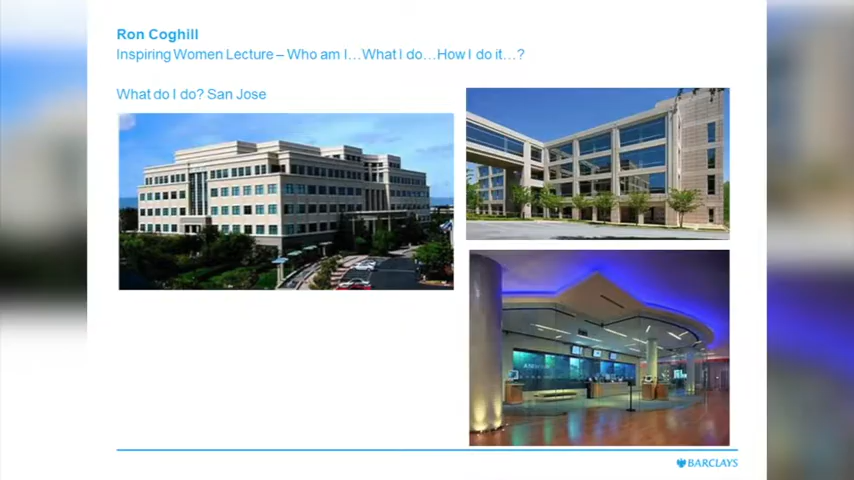 Ron Coghill
Inspiring Women Lecture – Who am I…What I do…How I do it…?
What do I do? San Jose
BARCLAYS